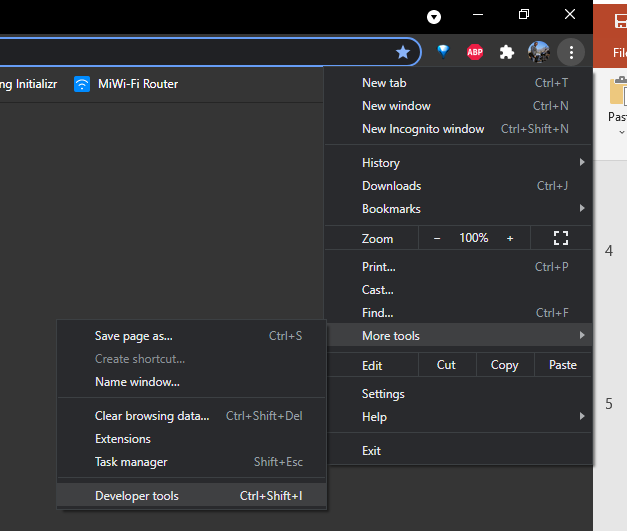 ABP
Fil
ng Initializr
MiWi-Fi Router
Past
New tab Ctrl+T
New window Ctrl+N
New Incognito window Ctrl+Shift+N
History
Downloads Ctrl+J
Bookmarks
Zoom − 100% +
Print... Ctrl+P
Cast...
Find... Ctrl+F
More tools
Edit Cut Copy Paste
Settings
Help
Exit
Save page as... Ctrl+S
Create shortcut...
Name window...
Clear browsing data... Ctrl+Shift+Del
Extensions
Task manager Shift+Esc
Developer tools Ctrl+Shift+I
4
5